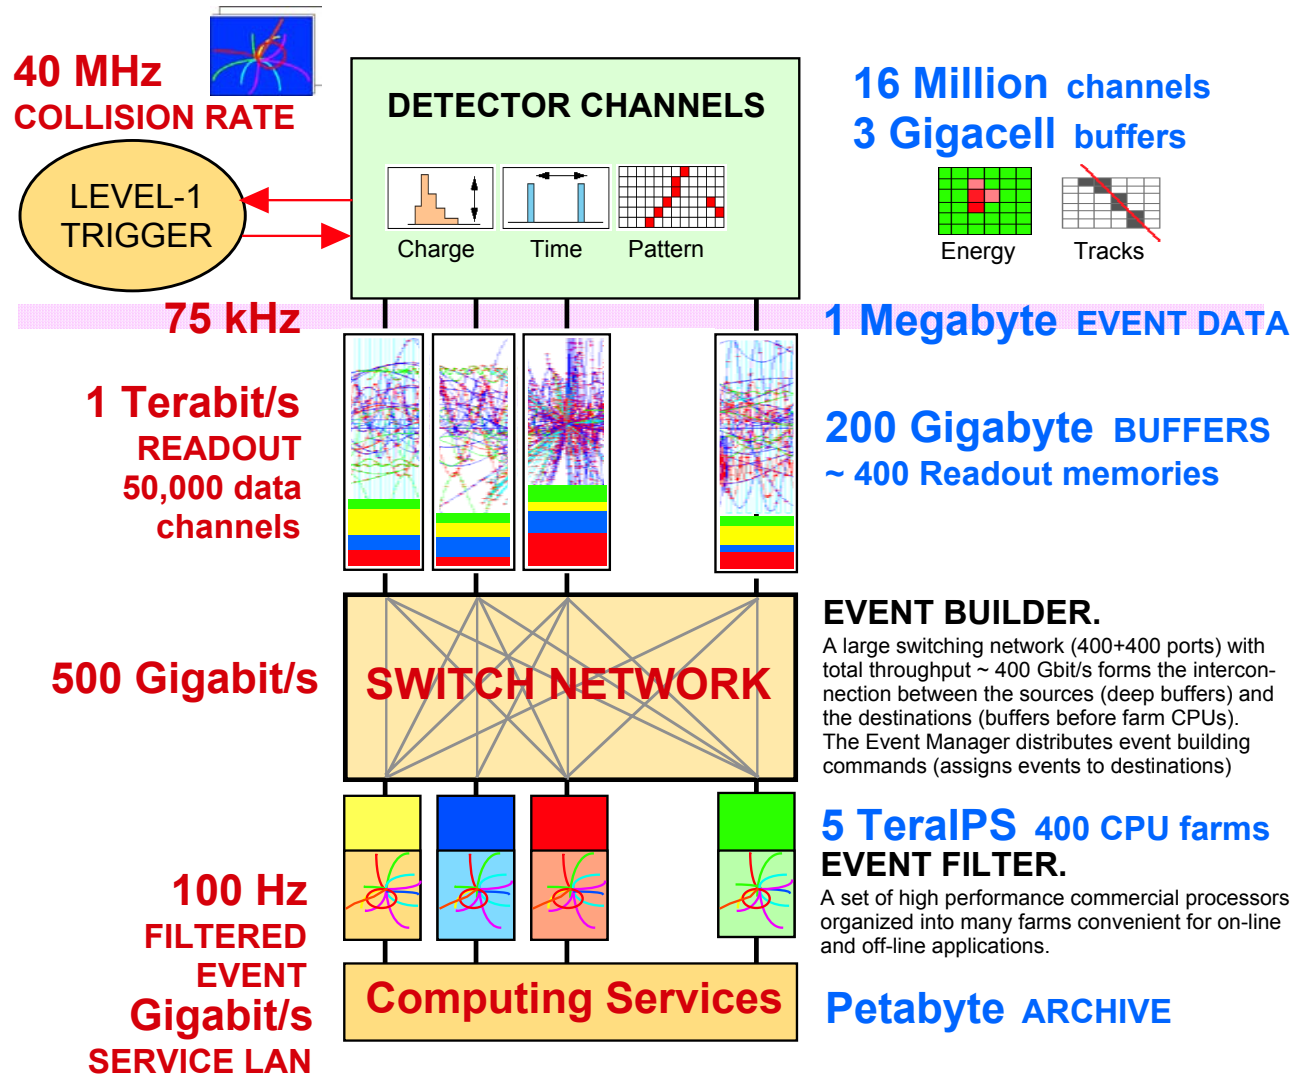 40 MHz
COLLISION RATE
LEVEL-1
TRIGGER
DETECTOR CHANNELS
Charge
Time
Pattern
16 Million channels
3 Gigacell buffers
Energy
Tracks
75 kHz
1 Megabyte EVENT DATA
1 Terabit/s
READOUT
50,000 data
channels
200 Gigabyte BUFFERS
~ 400 Readout memories
500 Gigabit/s
SWITCH NETWORK
EVENT BUILDER.
A large switching network (400+400 ports) with
total throughput ~ 400 Gbit/s forms the intercon-
nection between the sources (deep buffers) and
the destinations (buffers before farm CPUs).
The Event Manager distributes event building
commands (assigns events to destinations)
5 TeraIPS 400 CPU farms
EVENT FILTER.
A set of high performance commercial processors
organized into many farms convenient for on-line
and off-line applications.
100 Hz
FILTERED
EVENT
Gigabit/s
SERVICE LAN
Computing Services
Petabyte ARCHIVE